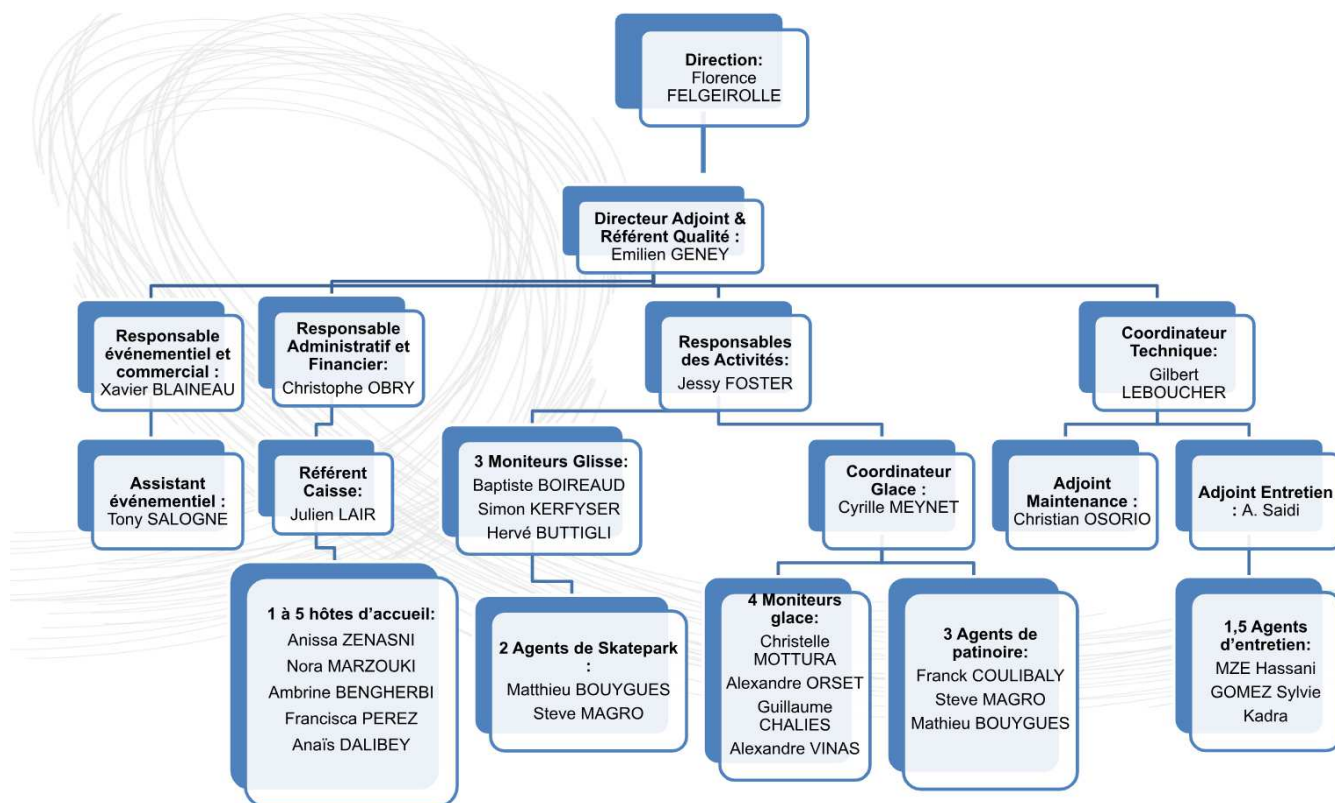 Direction:
Florence
FELGEIROLLE
Directeur Adjoint &
Référent Qualité :
Emilien GENEY
Responsable
événementiel et
commercial :
Xavier BLAINEAU
Responsable
Administratif et
Financier:
Christophe OBRY
Responsables
des Activités:
Jessy FOSTER
Coordinateur
Technique:
Gilbert
LEBOUCHER
Assistant
événementiel :
Tony SALOGNE
Référent
Caisse:
Julien LAIR
3 Moniteurs Glisse:
Baptiste BOIREAUD
Simon KERFYSER
Hervé BUTTIGLI
Coordinateur
Glace :
Cyrille MEYNET
Adjoint
Maintenance :
Christian OSORIO
Adjoint Entretien
: A. Saidi
1 à 5 hôtes d’accueil:
Anissa ZENASNI
Nora MARZOUKI
Ambrine BENGHERBI
Francisca PEREZ
Anaïs DALIBEY
2 Agents de Skatepark
:
Matthieu BOUYGUES
Steve MAGRO
4 Moniteurs
glace:
Christelle
MOTTURA
Alexandre ORSET
Guillaume
CHALIES
Alexandre VINAS
3 Agents de
patinoire:
Franck COULIBALY
Steve MAGRO
Mathieu BOUYGUES
1,5 Agents
d’entretien:
MZE Hassani
GOMEZ Sylvie
Kadra